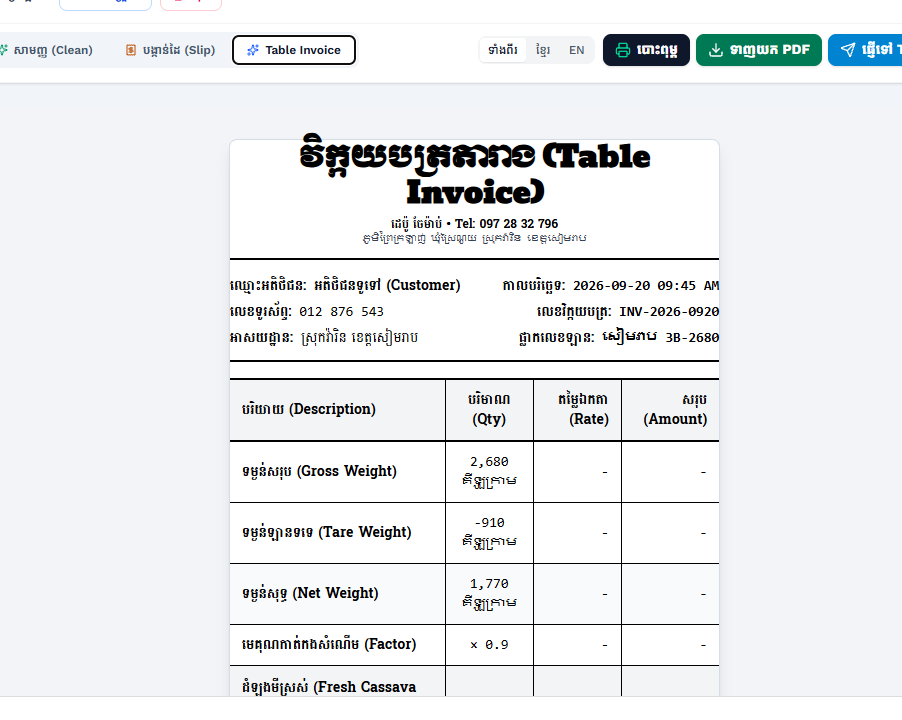 សាមញ្ញ (Clean)
បង្កាន់ដៃ (Slip)
Table Invoice
ទាំងពីរ
ខ្មែរ
EN
បោះពុម្ព
ទាញយក PDF
ផ្ញើទៅ
វិក្កយបត្រតារាង (Table
Invoice)
ដេប៉ូ ចែម៉ាប់ • Tel: 097 28 32 796
ភូមិព្រៃក្រឡាញ់ ឃុំស្រែណូយ ស្រុកវ៉ារិន ខេត្តសៀមរាប
ឈ្មោះអតិថិជន: អតិថិជនទូទៅ (Customer)
កាលបរិច្ឆេទ: 2026-09-20 09:45 AM
លេខទូរស័ព្ទ: 012 876 543
លេខវិក្កយបត្រ: INV-2026-0920
អាសយដ្ឋាន: ស្រុកវ៉ារិន ខេត្តសៀមរាប
ផ្លាកលេខឡាន: សៀមរាប 3B-2680
បរិយាយ (Description)
បរិមាណ
(Qty)
តម្លៃឯកតា
(Rate)
សរុប
(Amount)
ទម្ងន់សរុប (Gross Weight)
2,680
គីឡូក្រាម
-
-
ទម្ងន់ឡានទទេ (Tare Weight)
-910
គីឡូក្រាម
-
-
ទម្ងន់សុទ្ធ (Net Weight)
1,770
គីឡូក្រាម
-
-
មេគុណកាត់កងសំណើម (Factor)
× 0.9
-
-
ដំឡូងមីស្រស់ (Fresh Cassava